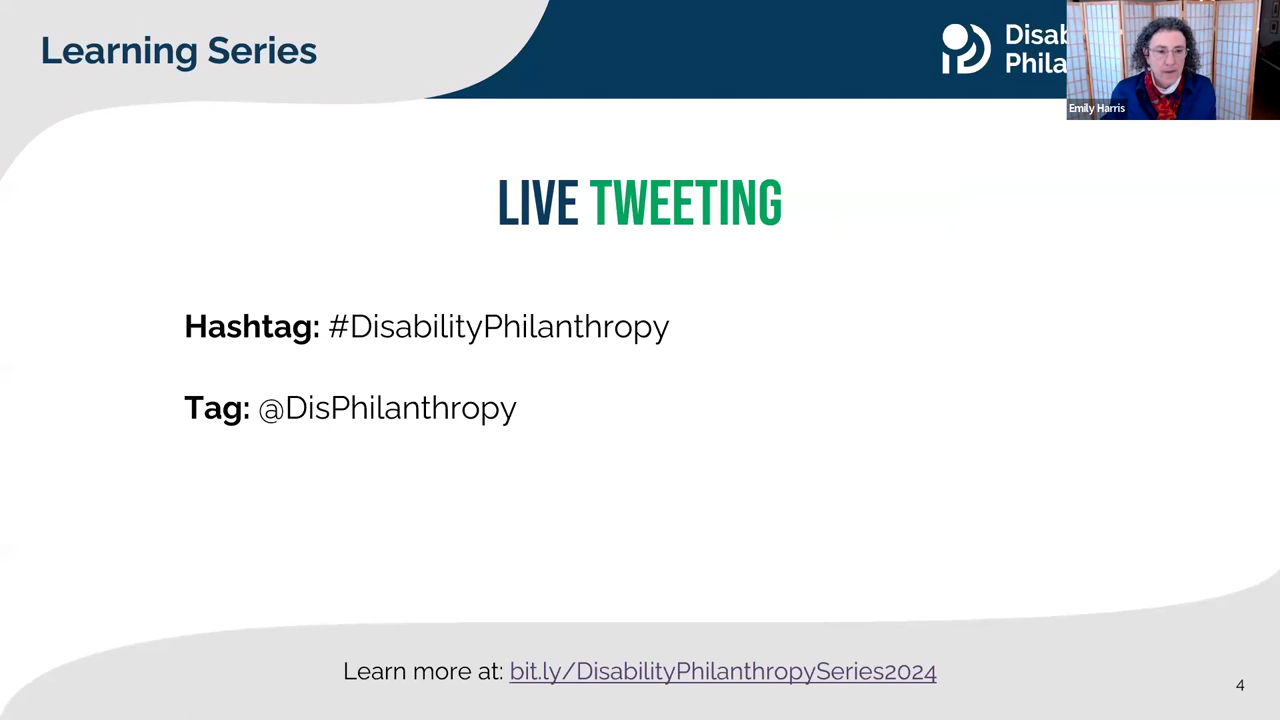 Learning Series
Disab
Phila
Emily Harris
LIVE TWEETING
Hashtag: #DisabilityPhilanthropy
Tag: @DisPhilanthropy
Learn more at: bit.ly/DisabilityPhilanthropySeries2024
4